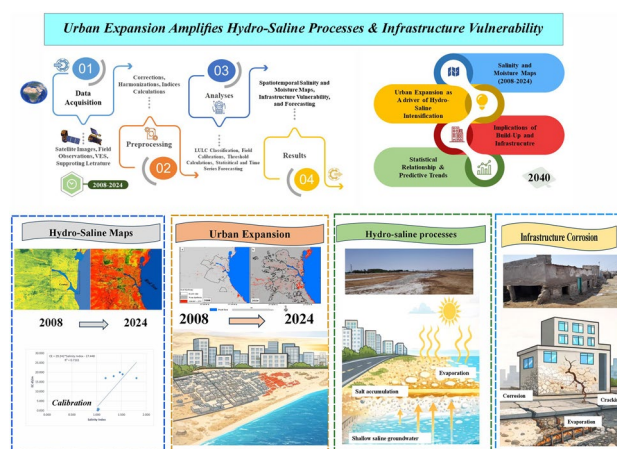 Urban Expansion Amplifies Hydro-Saline Processes & Infrastructure Vulnerability
01
Data
Acquisition
Satellite Images, Field
Observations, VES,
Supperting Letrature
2008-2024
Corrections,
Harmonizations, Indices
Calculations
Preprocessing
02
03
Analyses
LULC Classification, Field
Calibrations, Threshold
Calculations, Statistical and Time
Series Forecasting
Spatiotemporal Salinity and
Moisture Maps, Infrastructure
Vulnerability, and
Forecasting
Results
04
Salinity and
Moisture Maps
(2008-2024)
Urban Expansion as
A driver of Hydro-
Saline
Intensification
Implications of
Build Up and
Infrastrucutre
Statistical
Relationship &
Predictive Trends
2040
Hydro-Saline Maps
2008
2024
Calibration
Salinity Index
Urban Expansion
2008
2024
Hydro-saline processes
Evaporation
Salt accumulation
Shallow saline groundwater
Infrastructure Corrosion
Corrosion
Cracking
Evaporation